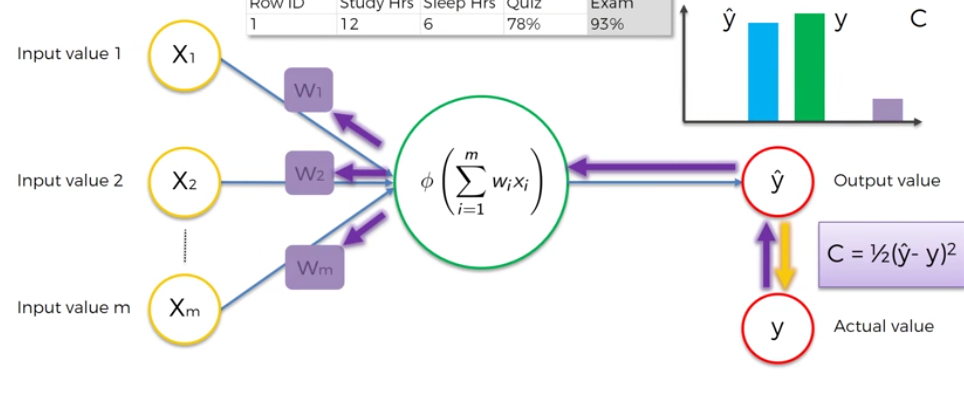 Row ID Study Hrs Sleep Hrs Quiz Exam
1 12 6 78% 93%
ŷ y C
Input value 1 X₁ W₁
Input value 2 X₂ W₂ ϕ(∑ᵢ₌₁ᵐ wᵢxᵢ) ŷ Output value
Wₘ C = ½(ŷ- y)²
Input value m Xₘ y Actual value